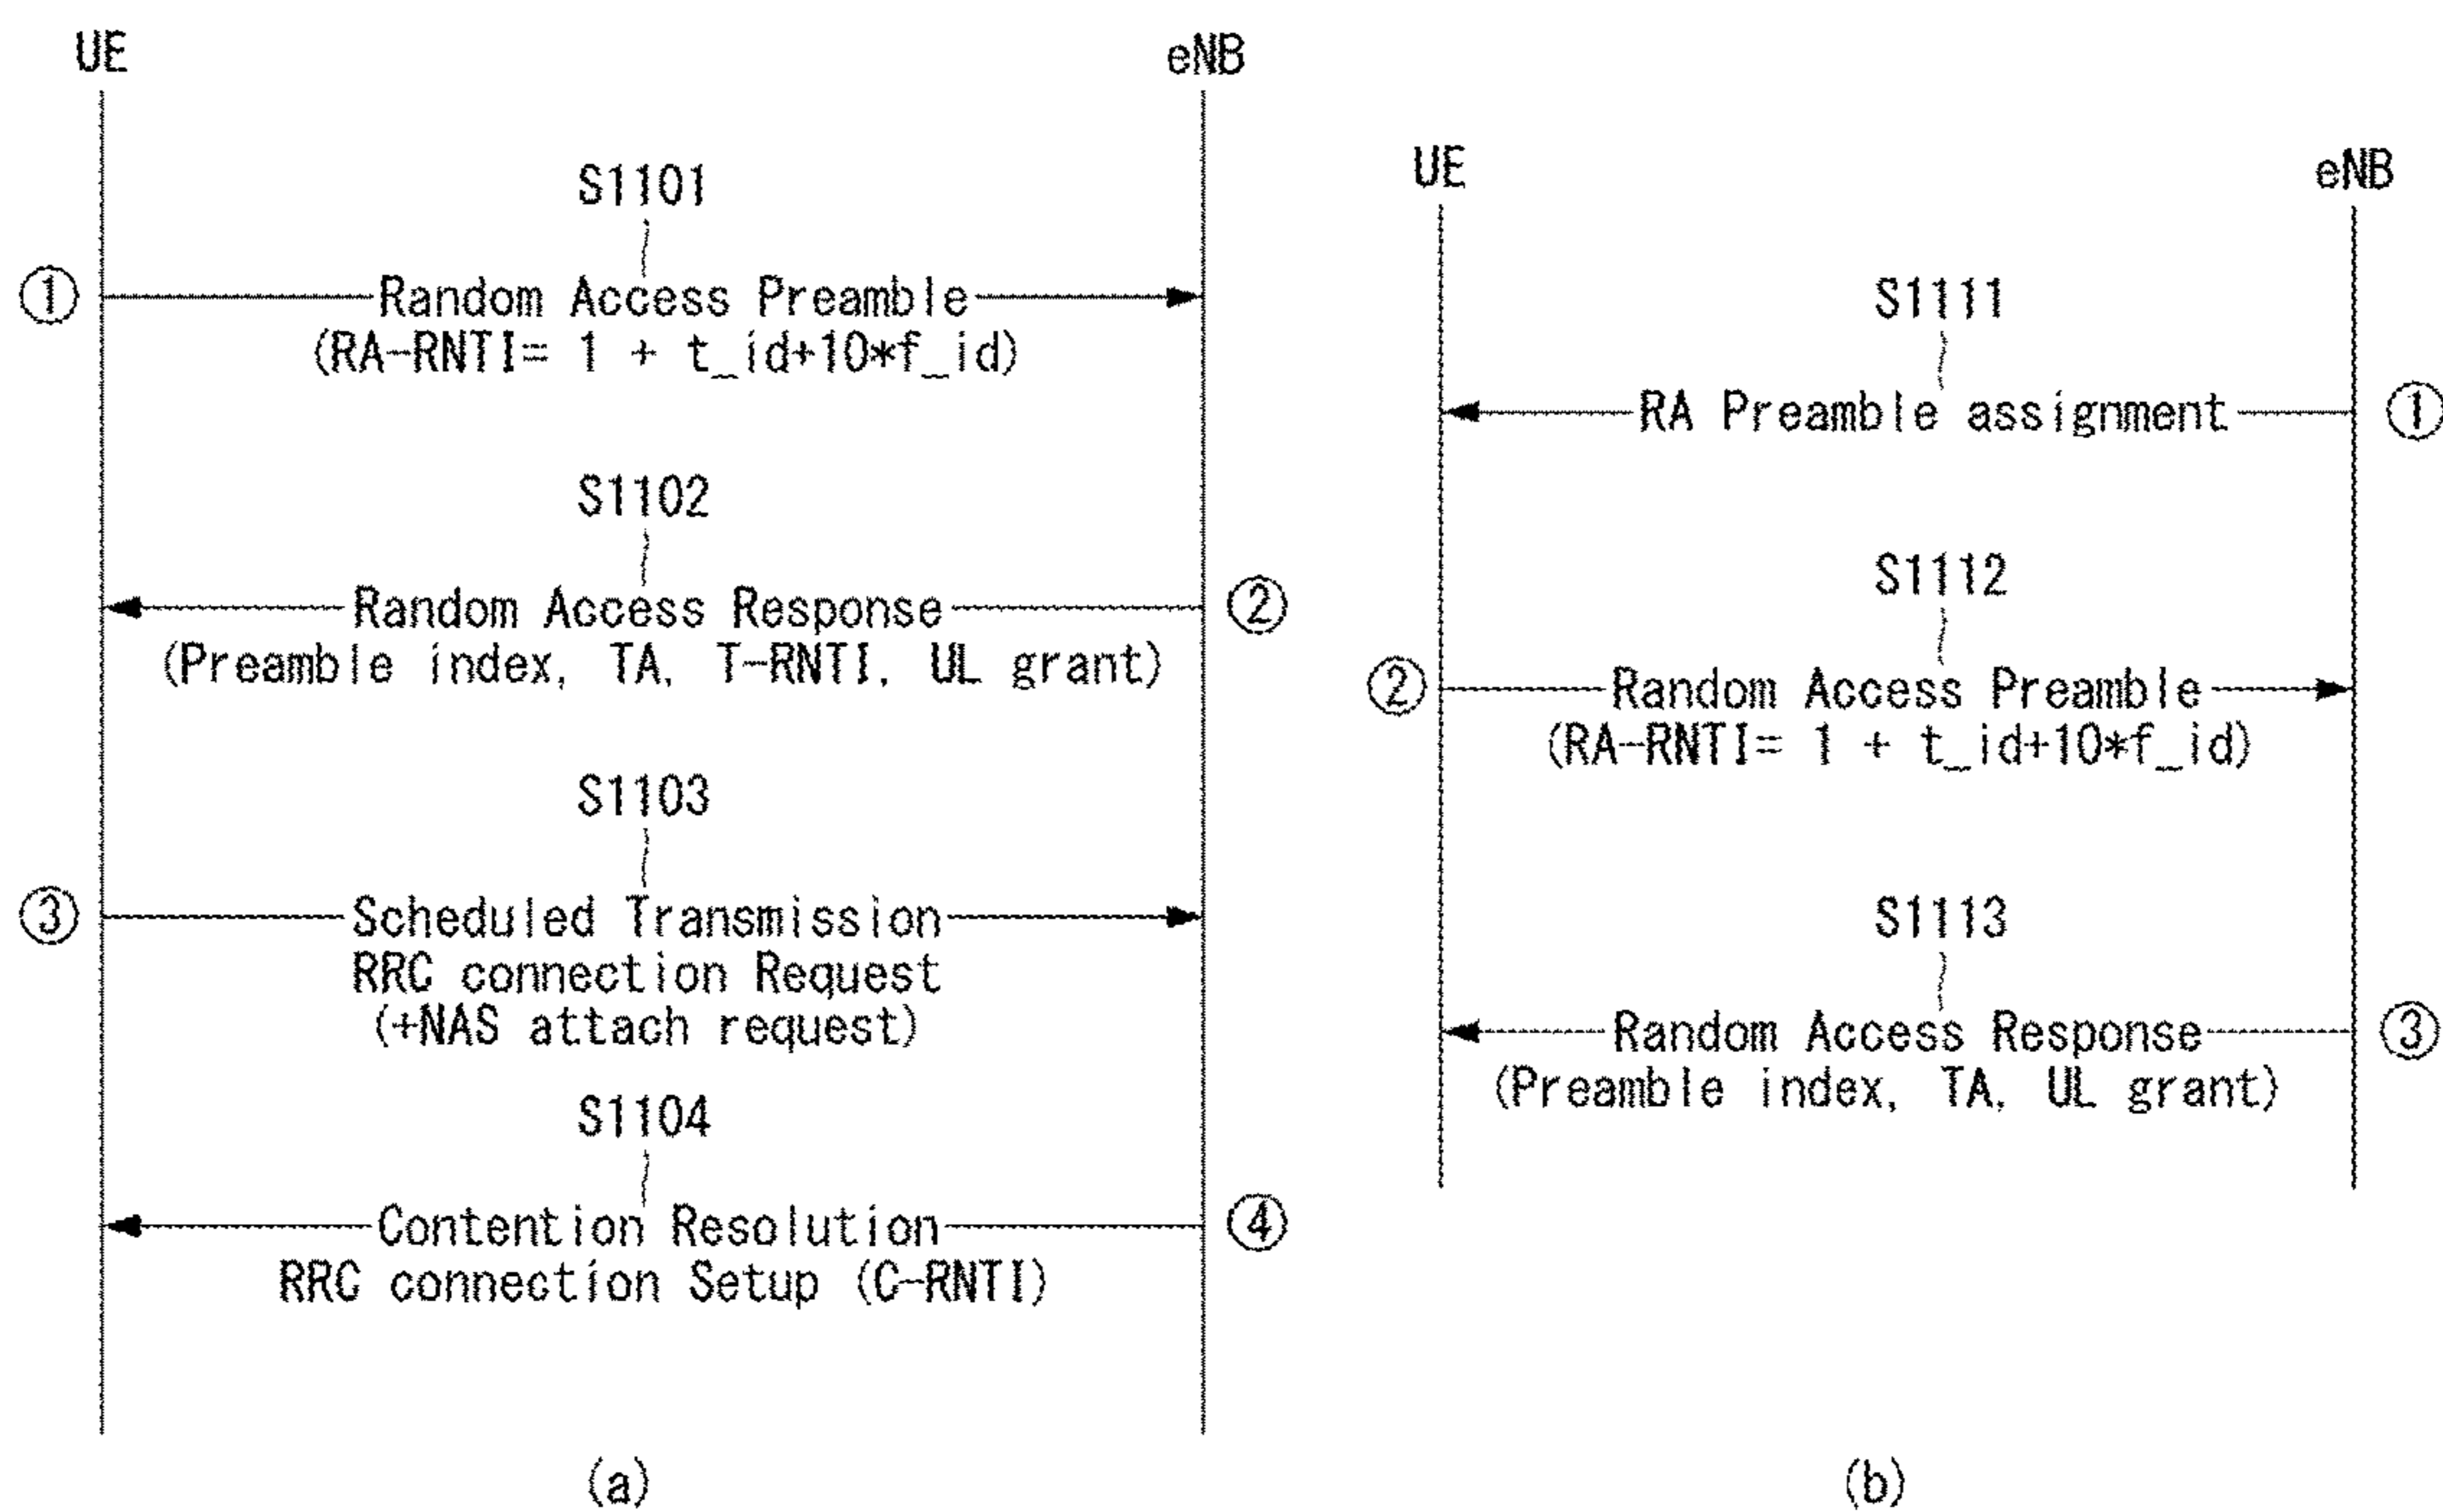 UE
eNB
S1101
①
Random Access Preamble
(RA-RNTI= 1 + t_id+10*f_id)
S1102
Random Access Response
②
(Preamble index, TA, T-RNTI, UL grant)
S1103
③
Scheduled Transmission
RRC connection Request
(+NAS attach request)
S1104
Contention Resolution
④
RRC connection Setup (C-RNTI)
(a)
UE
eNB
S1111
RA Preamble assignment
①
S1112
②
Random Access Preamble
(RA-RNTI= 1 + t_id+10*f_id)
S1113
Random Access Response
③
(Preamble index, TA, UL grant)
(b)